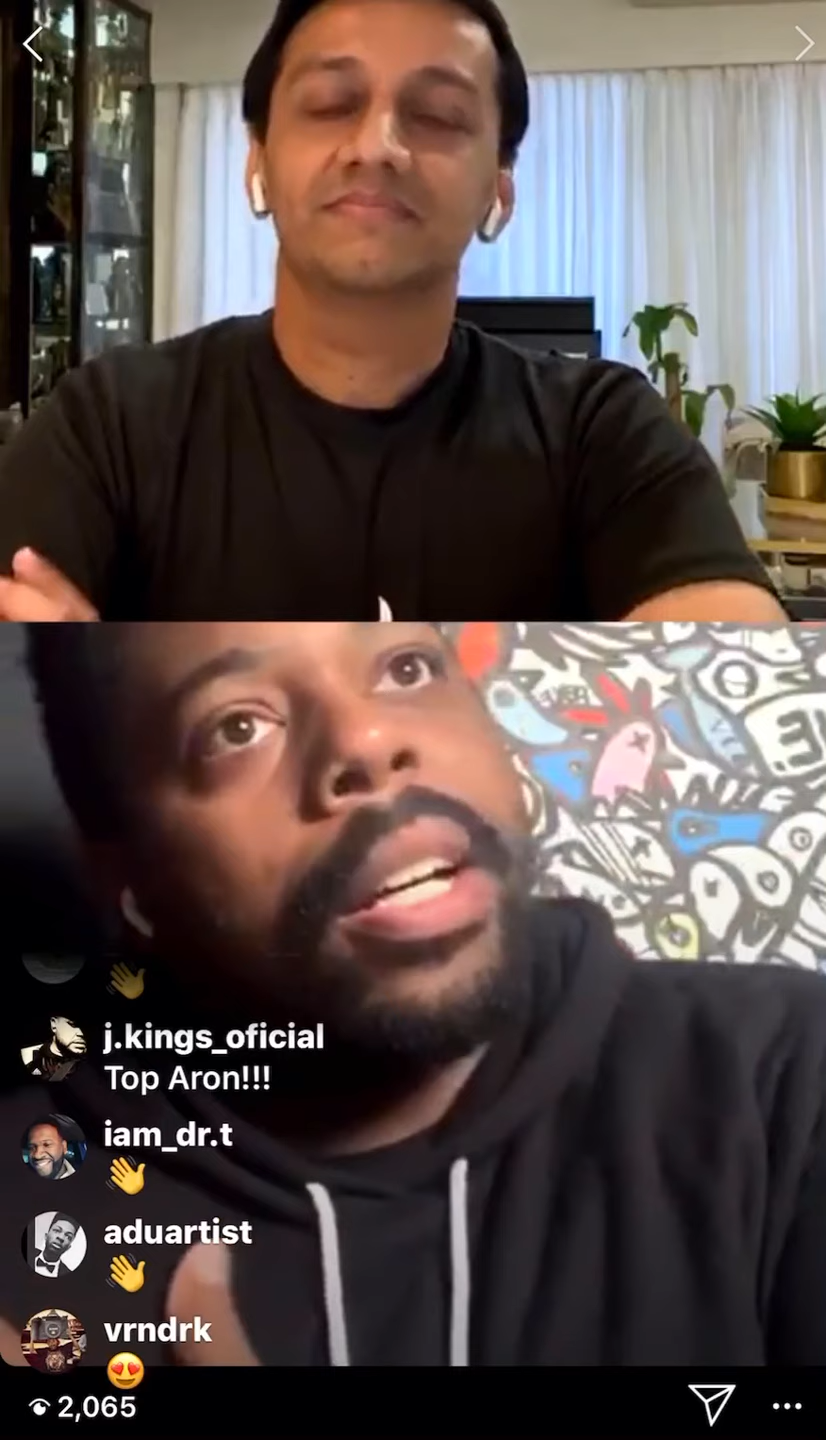 j.kings_oficial
Top Aron!!!
iam_dr.t
👋
aduartist
👋
vrndrk
😍
2,065